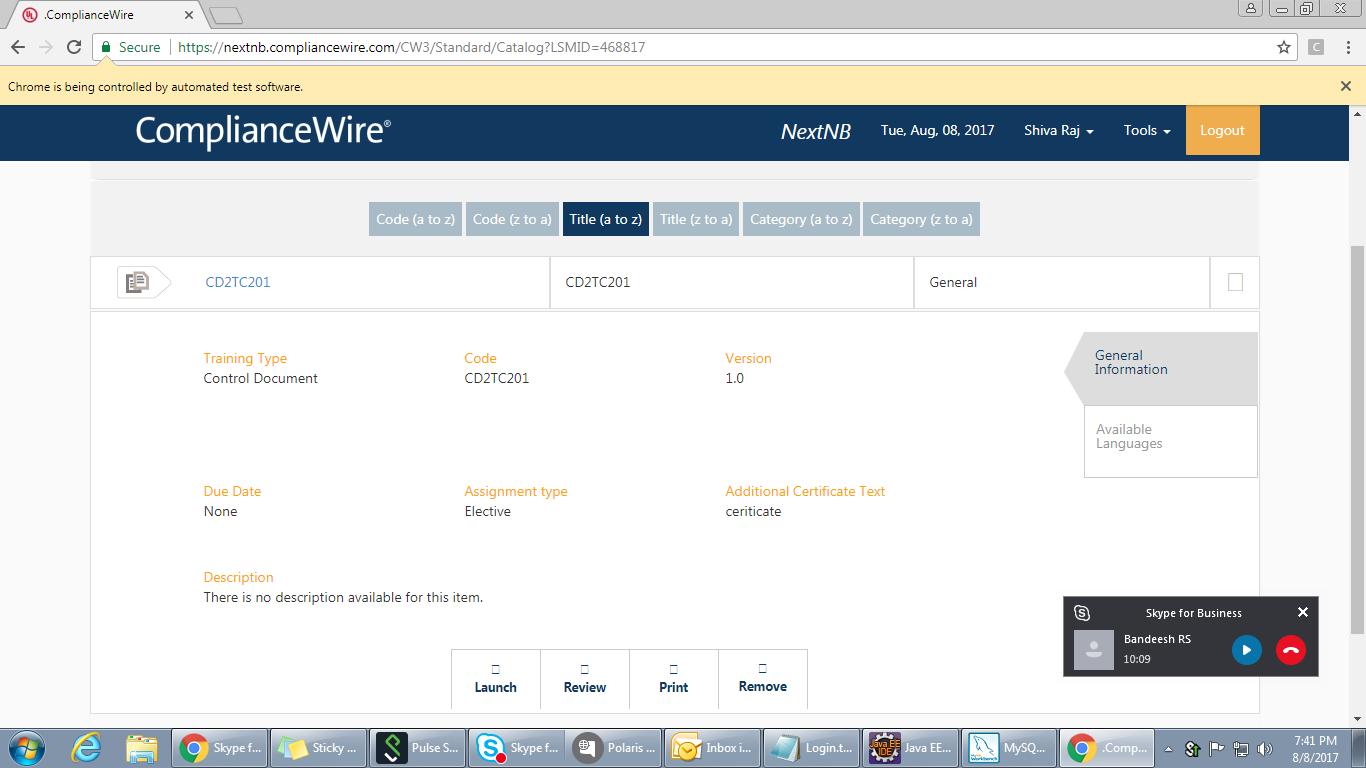 .ComplianceWire
Secure https://nextnb.compliancewire.com/CW3/Standard/Catalog?LSMID=468817
Chrome is being controlled by automated test software.
ComplianceWire®
NextNB
Tue, Aug, 08, 2017
Shiva Raj
Tools
Logout
Code (a to z)
Code (z to a)
Title (a to z)
Title (z to a)
Category (a to z)
Category (z to a)
CD2TC201
CD2TC201
General
Training Type
Control Document
Code
CD2TC201
Version
1.0
General
Information
Available
Languages
Due Date
None
Assignment type
Elective
Additional Certificate Text
ceriticate
Description
There is no description available for this item.
Skype for Business
Bandeesh RS
10:09
Launch
Review
Print
Remove
Skype f...
Sticky ...
Pulse S...
Skype f...
Polaris ...
Inbox i...
Login.t...
Java EE...
MySQ...
.Comp...
7:41 PM
8/8/2017